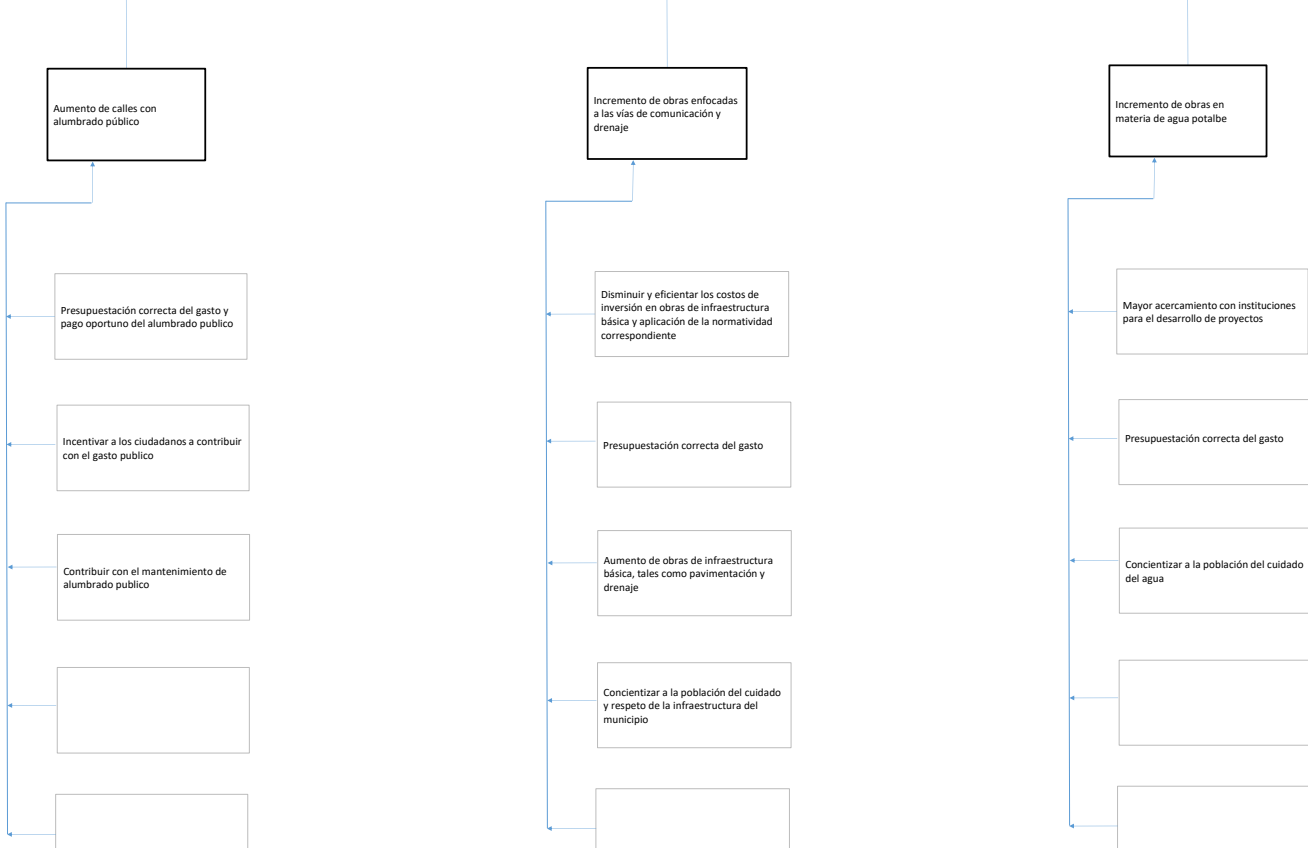 Aumento de calles con
alumbrado público
Presupuestación correcta del gasto y
pago oportuno del alumbrado publico
Incentivar a los ciudadanos a contribuir
con el gasto publico
Contribuir con el mantenimiento de
alumbrado publico
Incremento de obras enfocadas
a las vías de comunicación y
drenaje
Disminuir y eficientar los costos de
inversión en obras de infraestructura
básica y aplicación de la normatividad
correspondiente
Presupuestación correcta del gasto
Aumento de obras de infraestructura
básica, tales como pavimentación y
drenaje
Concientizar a la población del cuidado
y respeto de la infraestructura del
municipio
Incremento de obras en
materia de agua potalbe
Mayor acercamiento con instituciones
para el desarrollo de proyectos
Presupuestación correcta del gasto
Concientizar a la población del cuidado
del agua